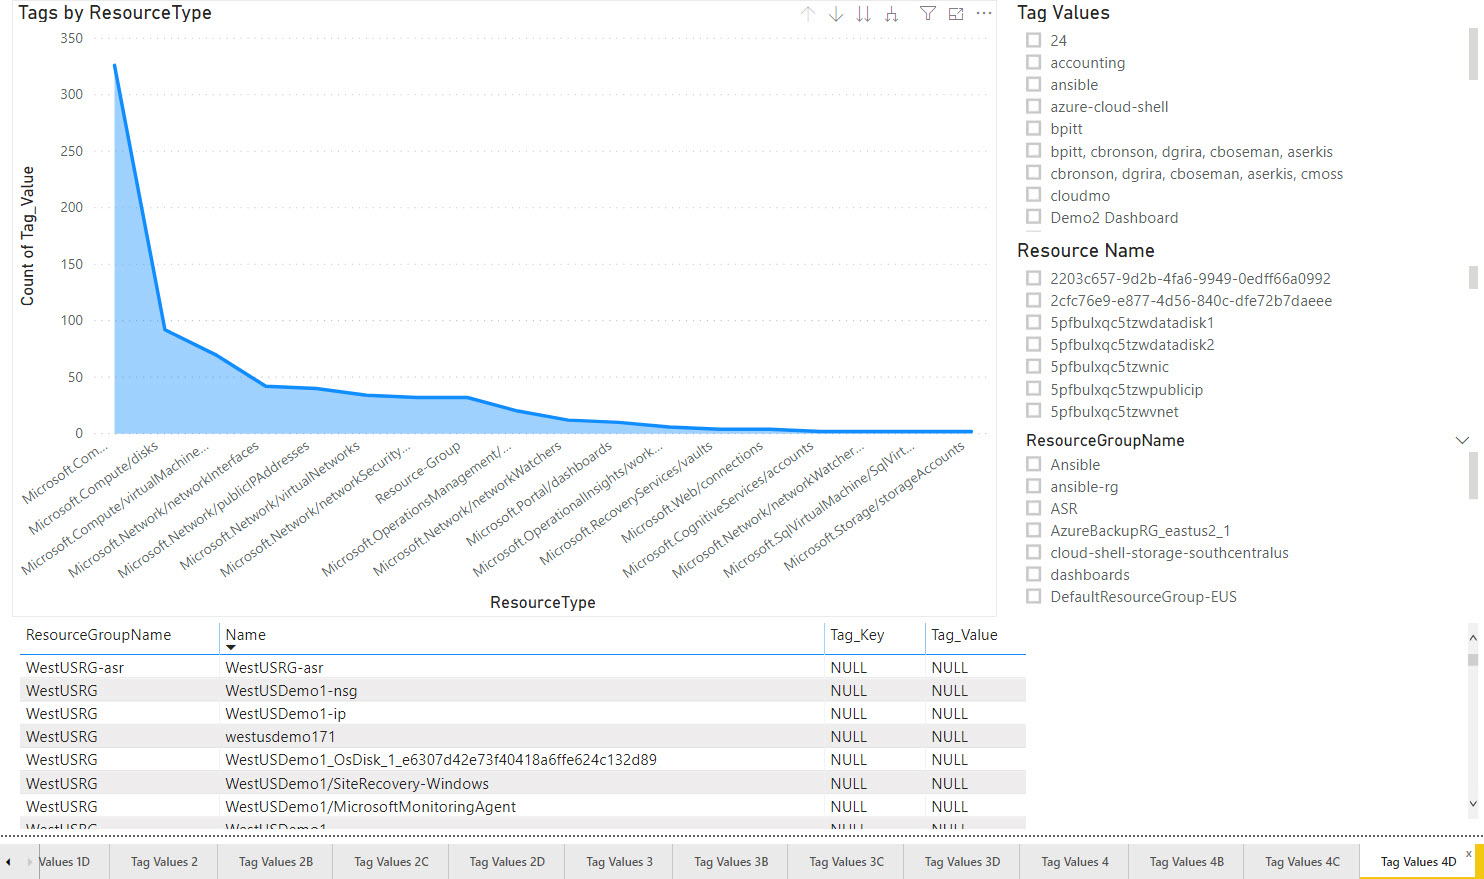 Tags by ResourceType
350
300
250
200
150
100
50
0
Count of Tag_Value
Microsoft.Com...
Microsoft.Compute/disks
Microsoft.Compute/virtualMachine...
Microsoft.Network/networkInterfaces
Microsoft.Network/publicIPAddresses
Microsoft.Network/virtualNetworks
Microsoft.Network/networkSecurity...
Resource-Group
Microsoft.OperationsManagement/...
Microsoft.Network/networkWatchers
Microsoft.Portal/dashboards
Microsoft.OperationalInsights/work...
Microsoft.RecoveryServices/vaults
Microsoft.Web/connections
Microsoft.CognitiveServices/accounts
Microsoft.Network/networkWatcher...
Microsoft.SqlVirtualMachine/SqlVirt...
Microsoft.Storage/storageAccounts
ResourceType
Tag Values
24
accounting
ansible
azure-cloud-shell
bpitt
bpitt, cbronson, dgrira, cboseman, aserkis
cbronson, dgrira, cboseman, aserkis, cmoss
cloudmo
Demo2 Dashboard
Resource Name
2203c657-9d2b-4fa6-9949-0edff66a0992
2cfc76e9-e877-4d56-840c-dfe72b7daeee
5pfbulxqc5tzwdatadisk1
5pfbulxqc5tzwdatadisk2
5pfbulxqc5tzwnic
5pfbulxqc5tzwpublicip
5pfbulxqc5tzwvnet
ResourceGroupName
Ansible
ansible-rg
ASR
AzureBackupRG_eastus2_1
cloud-shell-storage-southcentralus
dashboards
DefaultResourceGroup-EUS
ResourceGroupName Name Tag_Key Tag_Value
WestUSRG-asr WestUSRG-asr NULL NULL
WestUSRG WestUSDemo1-nsg NULL NULL
WestUSRG WestUSDemo1-ip NULL NULL
WestUSRG westusdemo171 NULL NULL
WestUSRG WestUSDemo1_OsDisk_1_e6307d42e73f40418a6ffe624c132d89 NULL NULL
WestUSRG WestUSDemo1/SiteRecovery-Windows NULL NULL
WestUSRG WestUSDemo1/MicrosoftMonitoringAgent NULL NULL
WestUSRG WestUSDemo1 NULL NULL
Values 1D Tag Values 2 Tag Values 2B Tag Values 2C Tag Values 2D Tag Values 3 Tag Values 3B Tag Values 3C Tag Values 3D Tag Values 4 Tag Values 4B Tag Values 4C Tag Values 4D x